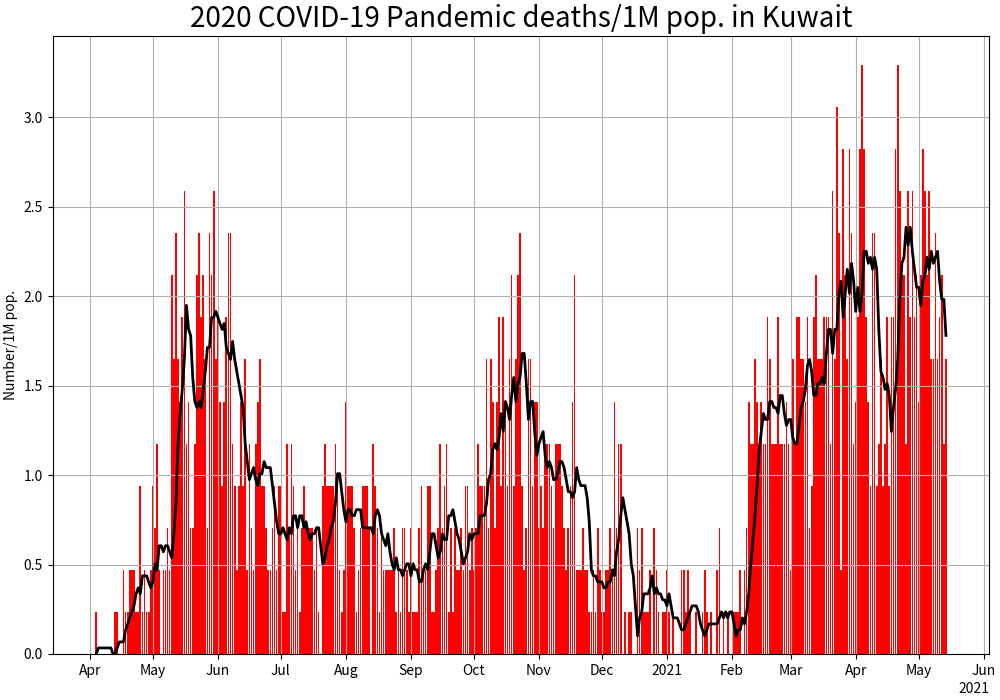 2020 COVID-19 Pandemic deaths/1M pop. in Kuwait
Number/1M pop.
3.0
2.5
2.0
1.5
1.0
0.5
0.0
Apr May Jun Jul Aug Sep Oct Nov Dec 2021 Feb Mar Apr May Jun
2021